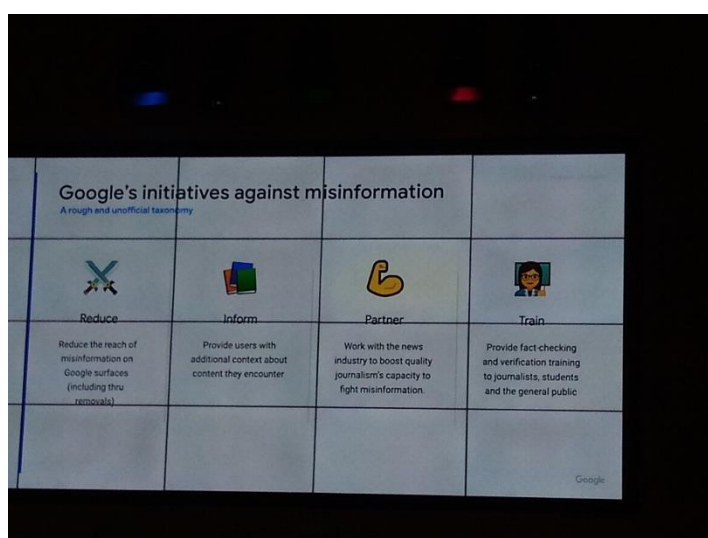 Google's initiatives against misinformation
A rough and unofficial taxonomy
Reduce
Reduce the reach of
misinformation on
Google surfaces
(including thru
removals)
Inform
Provide users with
additional context about
content they encounter
Partner
Work with the news
industry to boost quality
journalism's capacity to
fight misinformation.
Train
Provide fact-checking
and verification training
to journalists, students
and the general public
Google